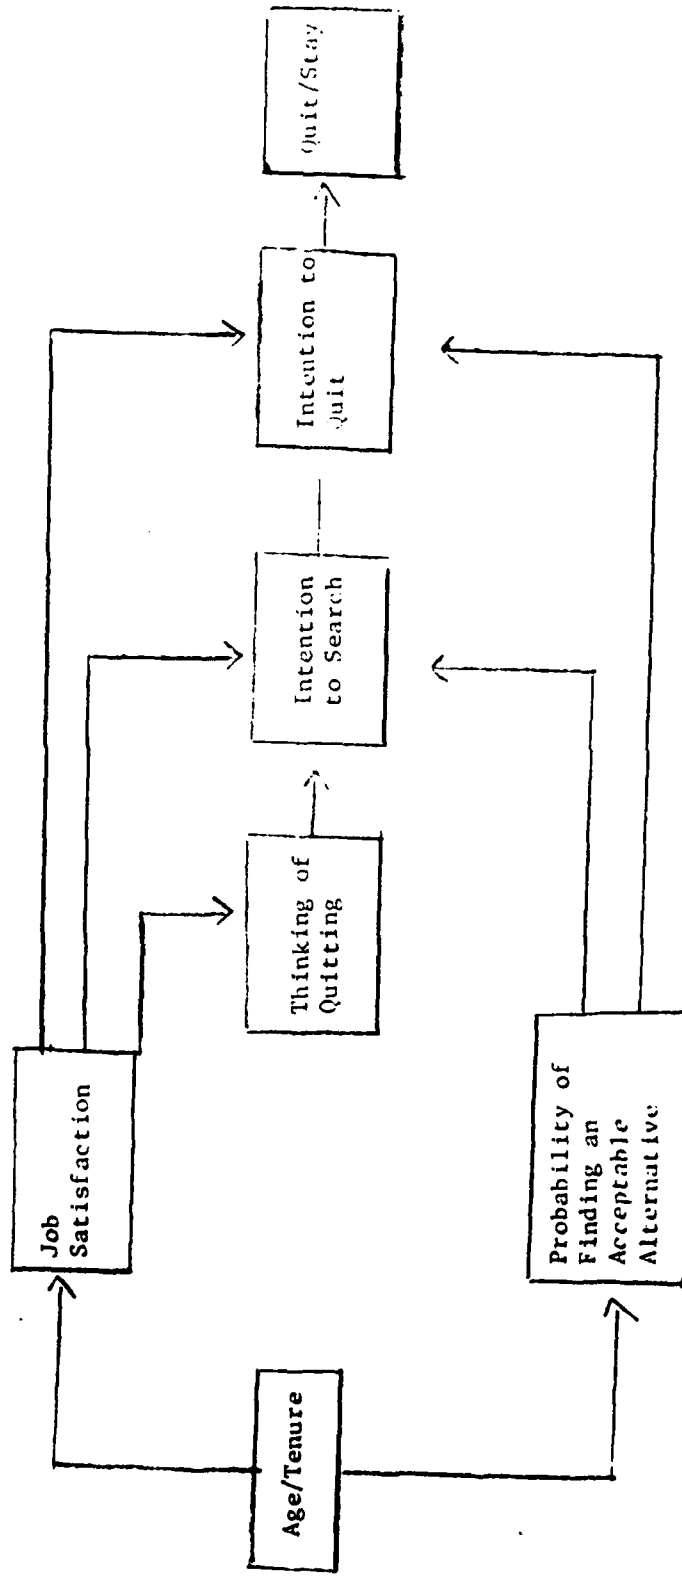 Age/Tenure
Job
Satisfaction
Probability of
Finding an
Acceptable
Alternative
Thinking of
Quitting
Intention
to Search
Intention to
Quit
Quit/Stay